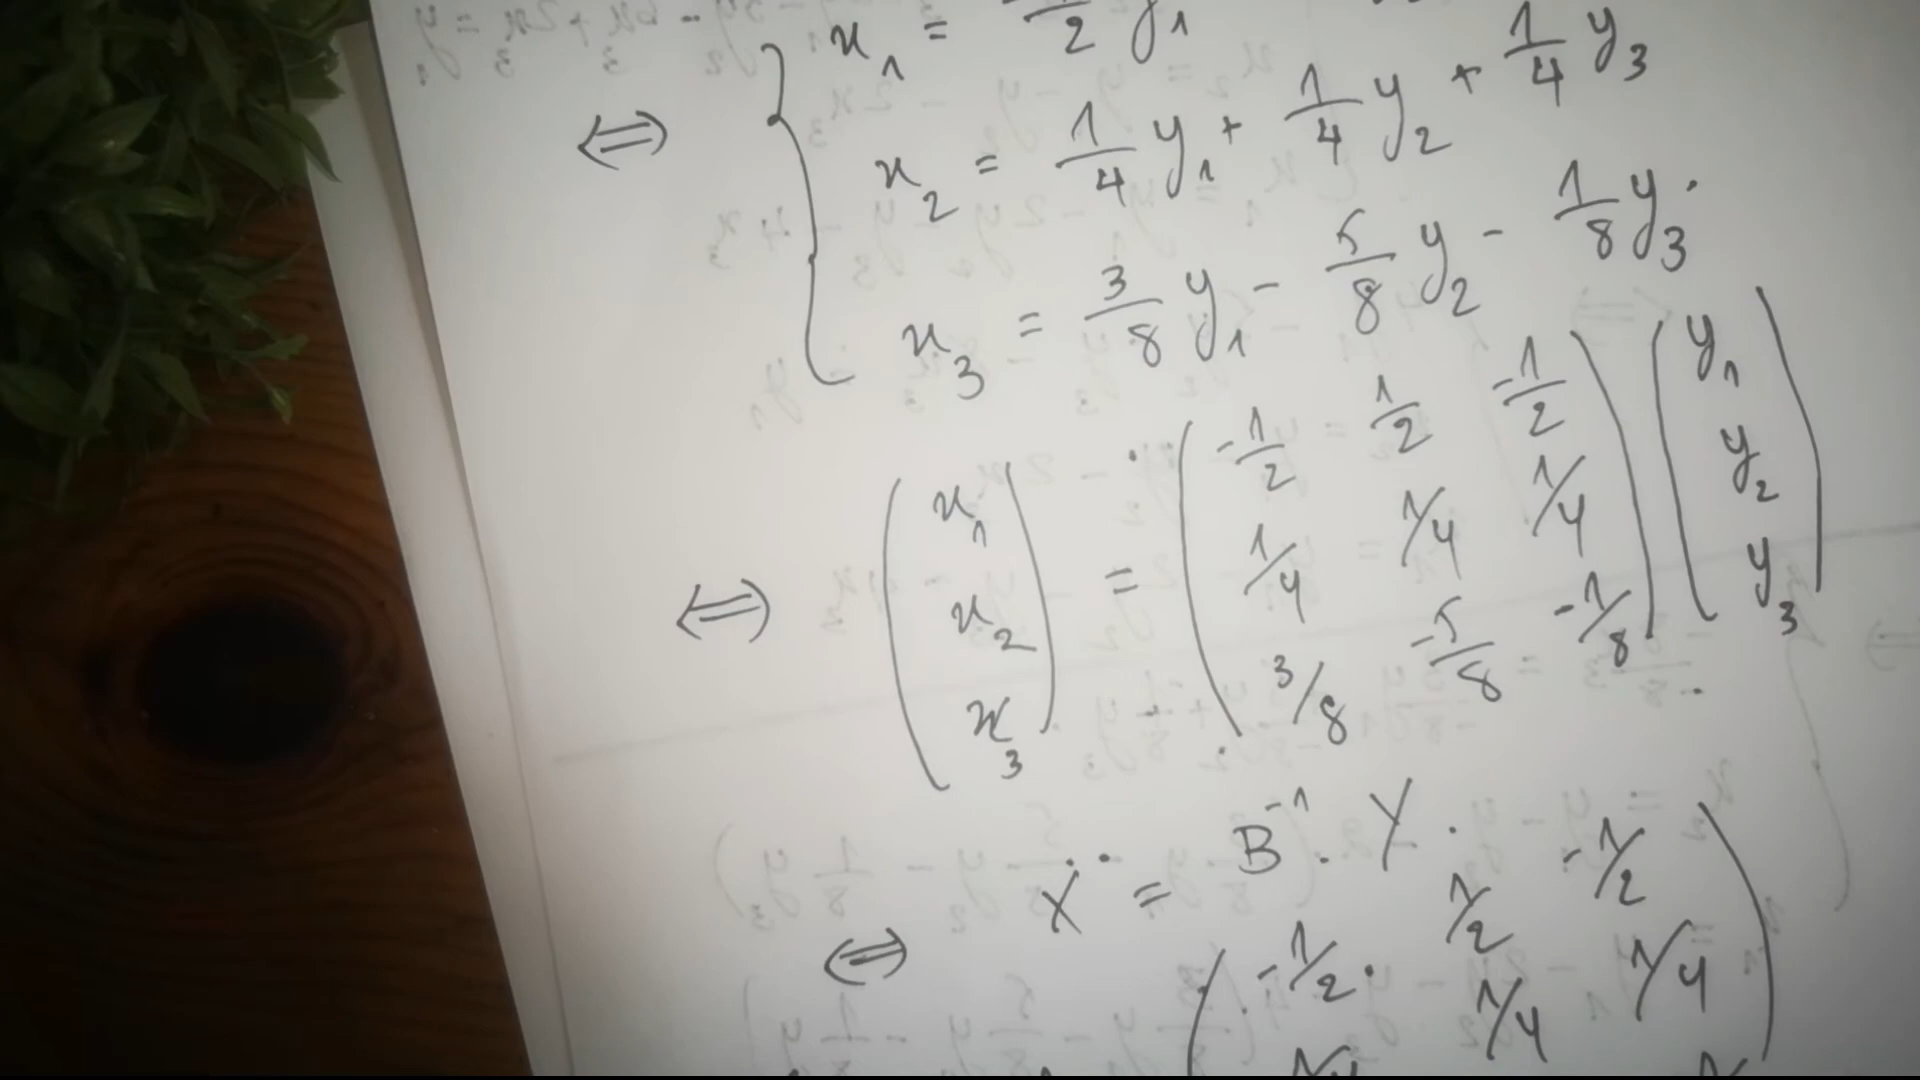 x₁ = 1/2 y₁
⇔ { x₂ = 1/4 y₁ + 1/4 y₂ + 1/4 y₃
x₃ = 3/8 y₁ - 5/8 y₂ - 1/8 y₃.
⇔ (x₁ x₂ x₃) = (-1/2 1/2 -1/2
1/4 1/4 1/4
3/8 -5/8 -1/8) (y₁ y₂ y₃)
⇔ X = B⁻¹ . Y.
(-1/2 1/2 -1/2)
1/4 1/4